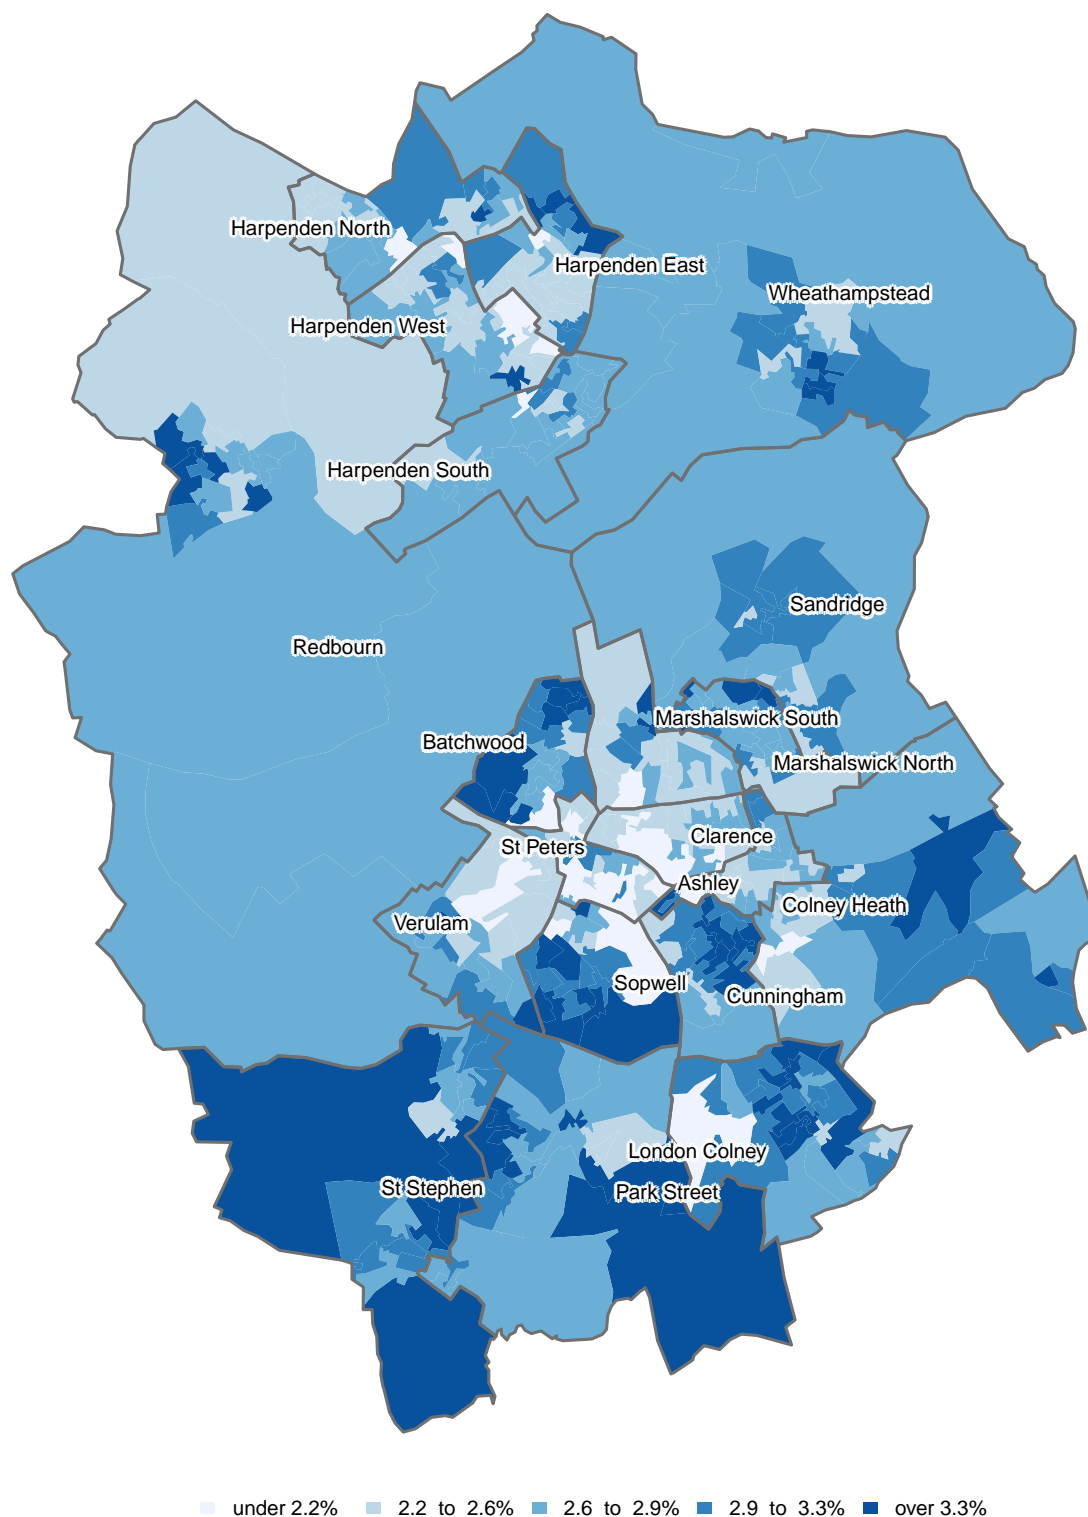 Harpenden North
Harpenden East
Wheathampstead
Harpenden West
Harpenden South
Sandridge
Redbourn
Marshalswick South
Batchwood
Marshalswick North
Clarence
St Peters
Ashley
Colney Heath
Verulam
Sopwell
Cunningham
London Colney
St Stephen
Park Street
under 2.2% 2.2 to 2.6% 2.6 to 2.9% 2.9 to 3.3% over 3.3%